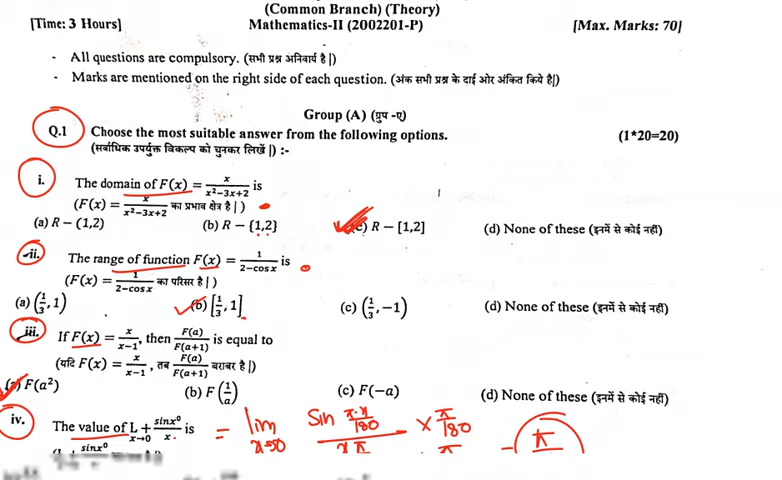 (Common Branch) (Theory)
[Time: 3 Hours] Mathematics-II (2002201-P) [Max. Marks: 70]
- All questions are compulsory. (सभी प्रश्न अनिवार्य है |)
- Marks are mentioned on the right side of each question. (अंक सभी प्रश्न के दाई ओर अंकित किये है|)
Group (A) (ग्रुप -ए)
Q.1 Choose the most suitable answer from the following options. (1*20=20)
(सर्वाधिक उपर्युक्त विकल्प को चुनकर लिखें|) :-
i. The domain of F(x) = x/(x²−3x+2) is
(F(x) = x/(x²−3x+2) का प्रभाव क्षेत्र है | )
(a) R − (1,2) (b) R − {1,2} (c) R − [1,2] (d) None of these (इनमें से कोई नहीं)
ii. The range of function F(x) = 1/(2−cosx) is
(F(x) = 1/(2−cosx) का परिसर है | )
(a) (1/3, 1) (b) [1/3, 1] (c) (1/3, −1) (d) None of these (इनमें से कोई नहीं)
iii. If F(x) = x/(x−1), then F(a)/F(a+1) is equal to
(यदि F(x) = x/(x−1), तब F(a)/F(a+1) बराबर है|)
(a) F(a²) (b) F(1/a) (c) F(−a) (d) None of these (इनमें से कोई नहीं)
iv. The value of L+ x→0 sinx⁰/x is = lim x→0 Sin π·x/180 × π/180